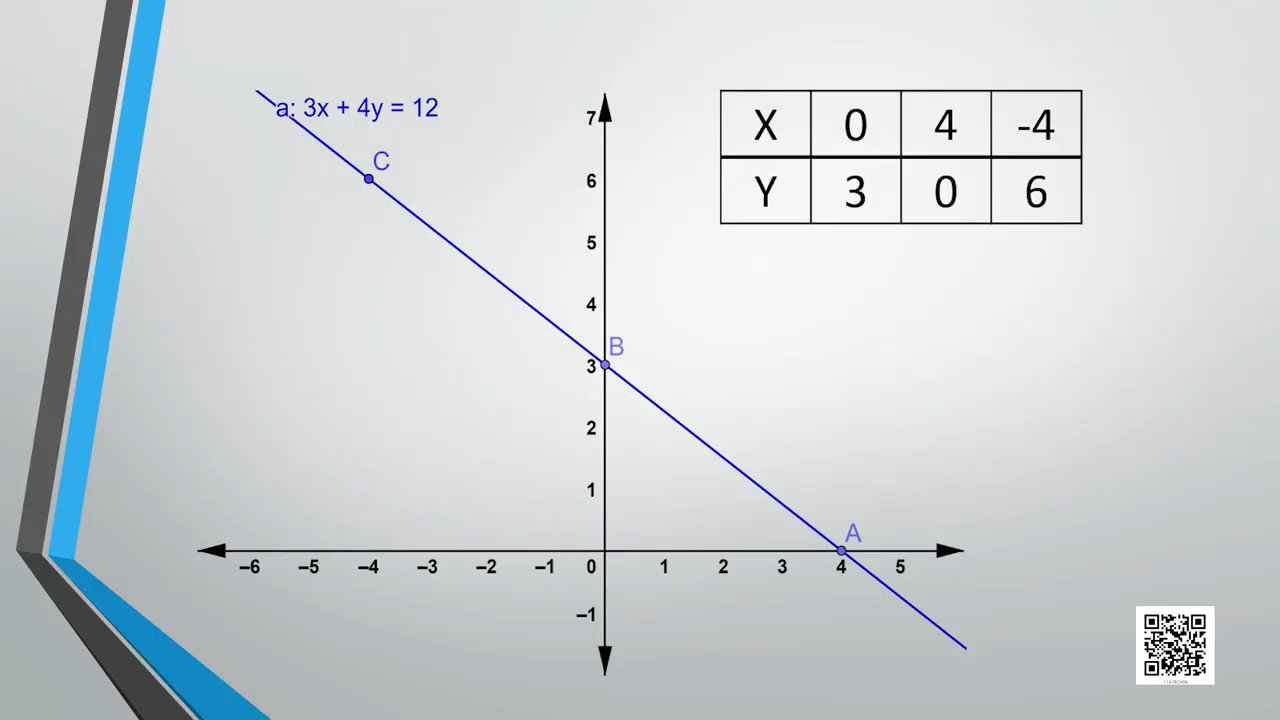 a: 3x + 4y = 12
X 0 4 -4
Y 3 0 6
7
C
6
5
4
B
3
2
1
A
–6 –5 –4 –3 –2 –1 0 1 2 3 4 5
–1